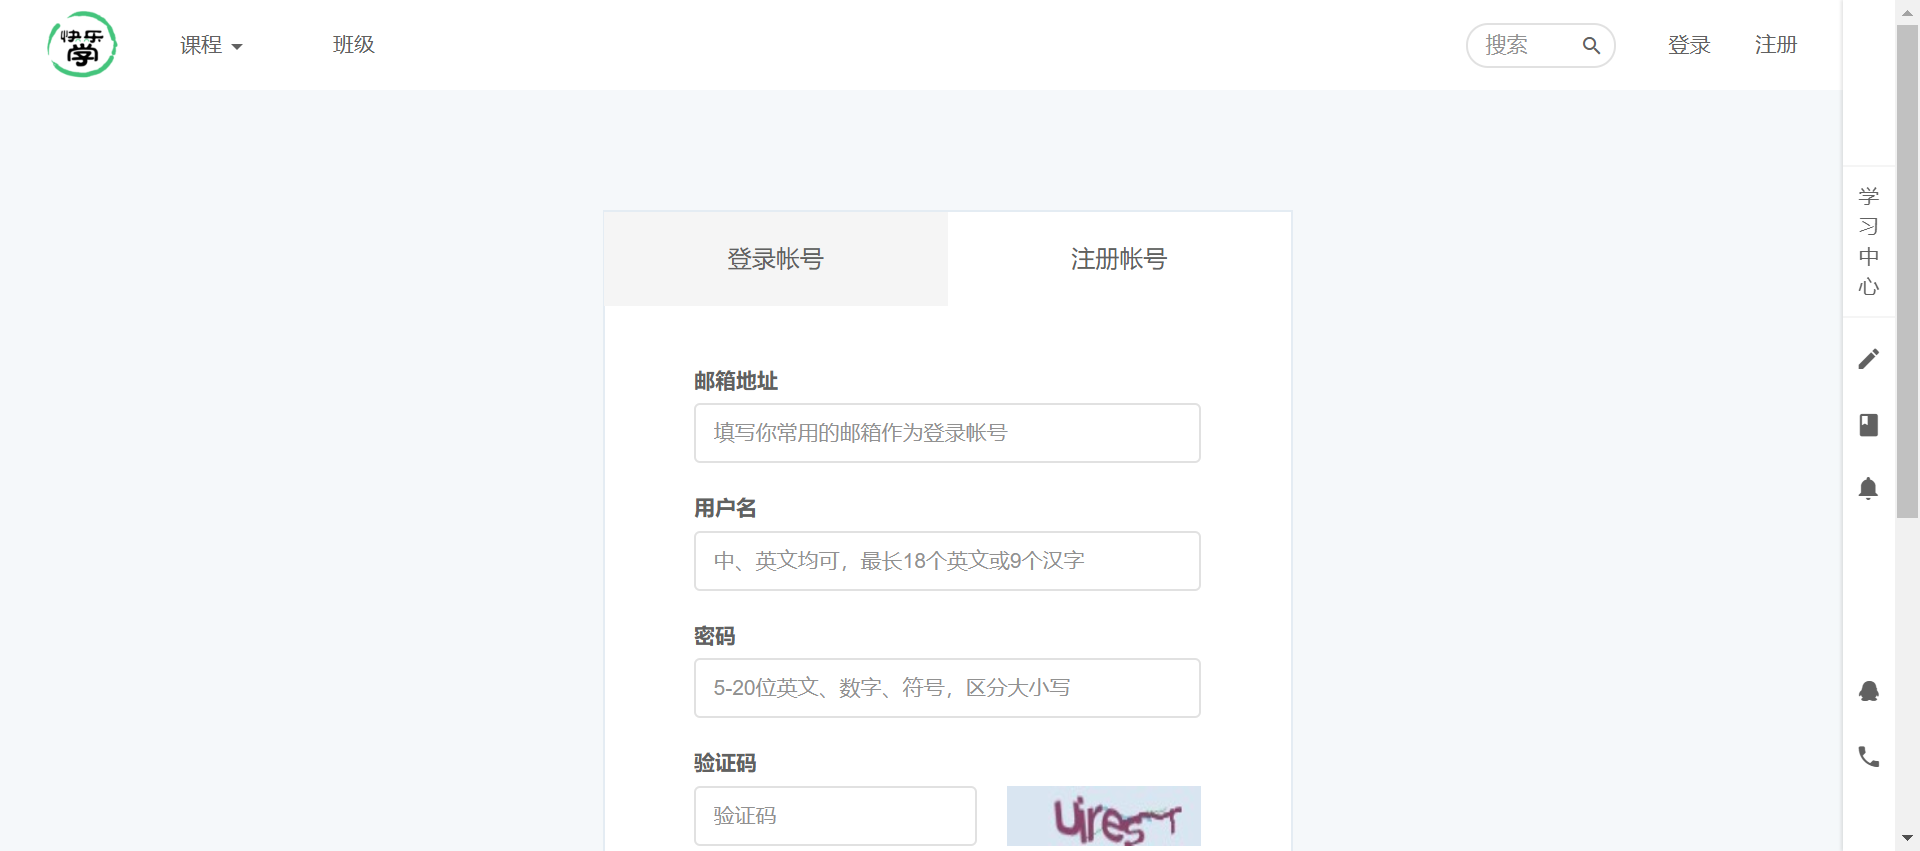 快乐
学
课程
班级
搜索
登录
注册
学
习
中
心
登录帐号
注册帐号
邮箱地址
填写你常用的邮箱作为登录帐号
用户名
中、英文均可，最长18个英文或9个汉字
密码
5-20位英文、数字、符号，区分大小写
验证码
验证码